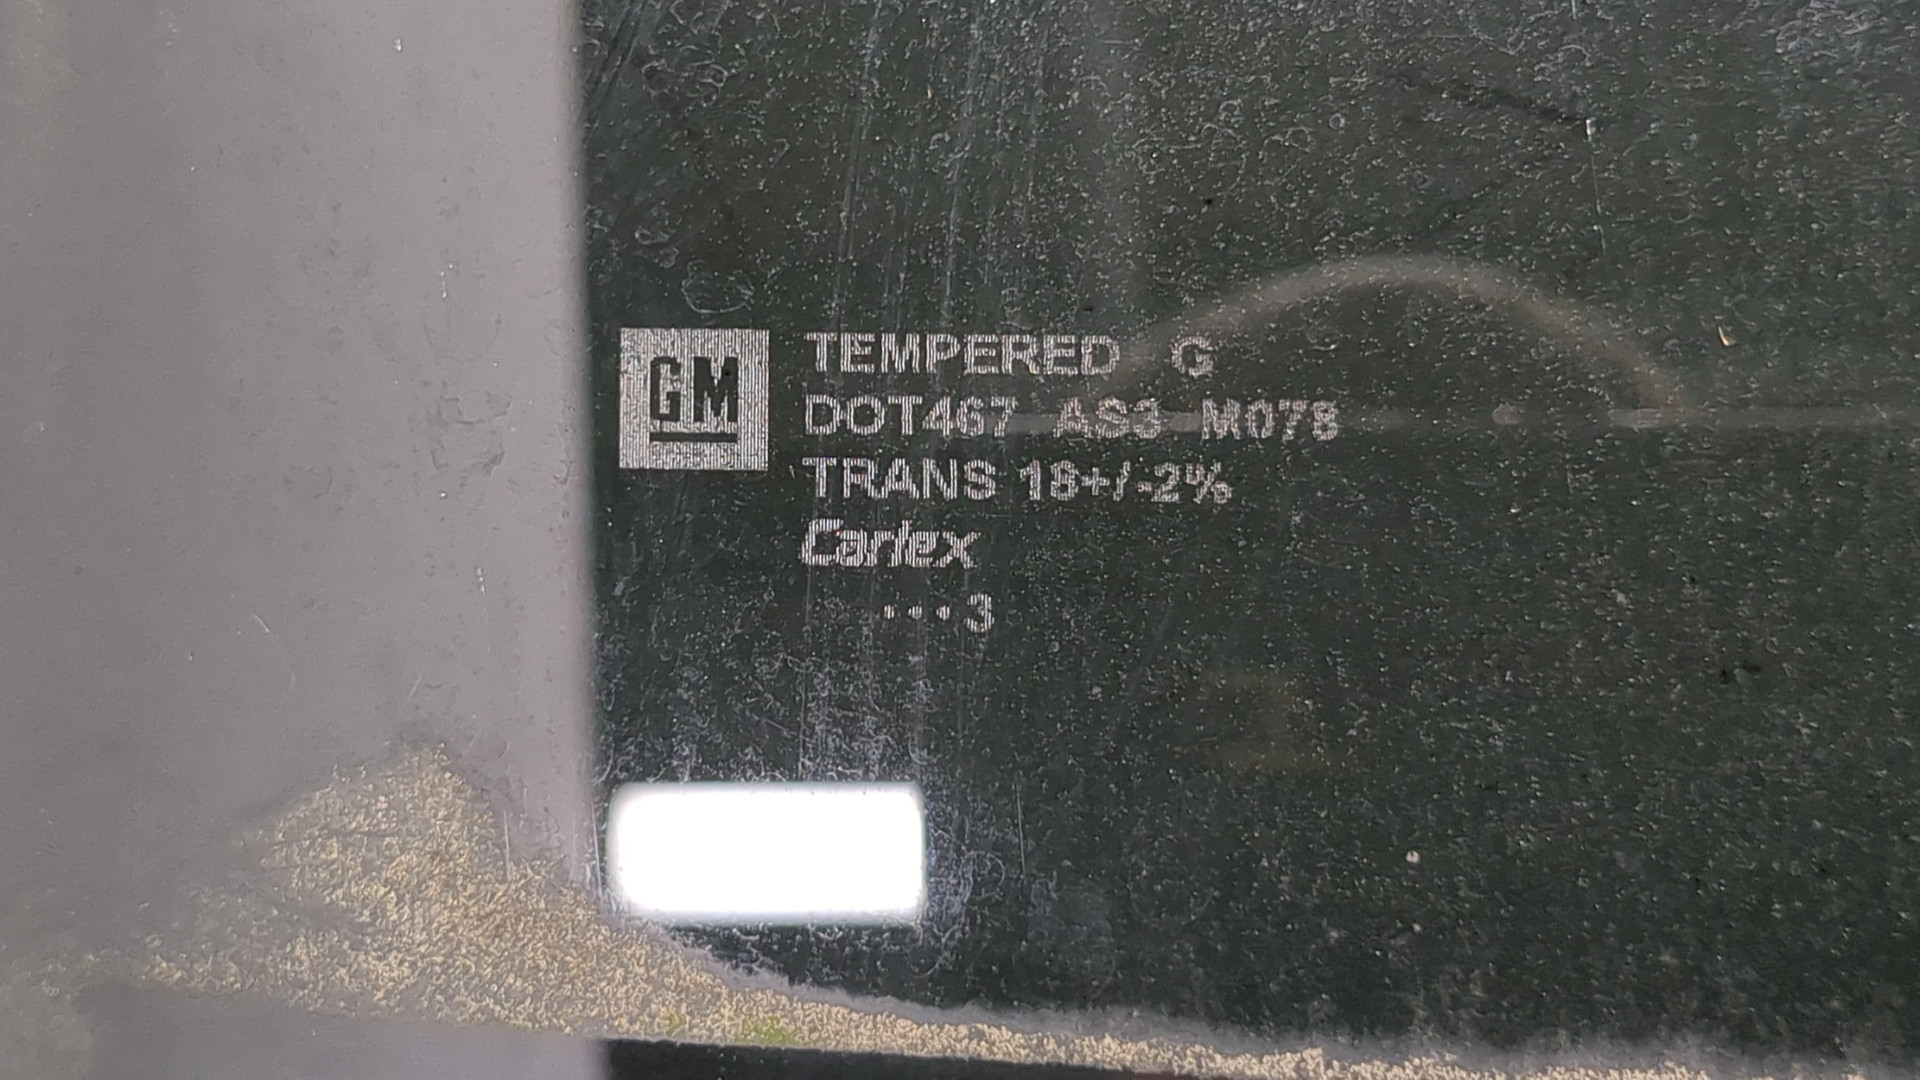 GM
TEMPERED G
DOT467 AS3 M078
TRANS 18+/-2%
Carlex
...3